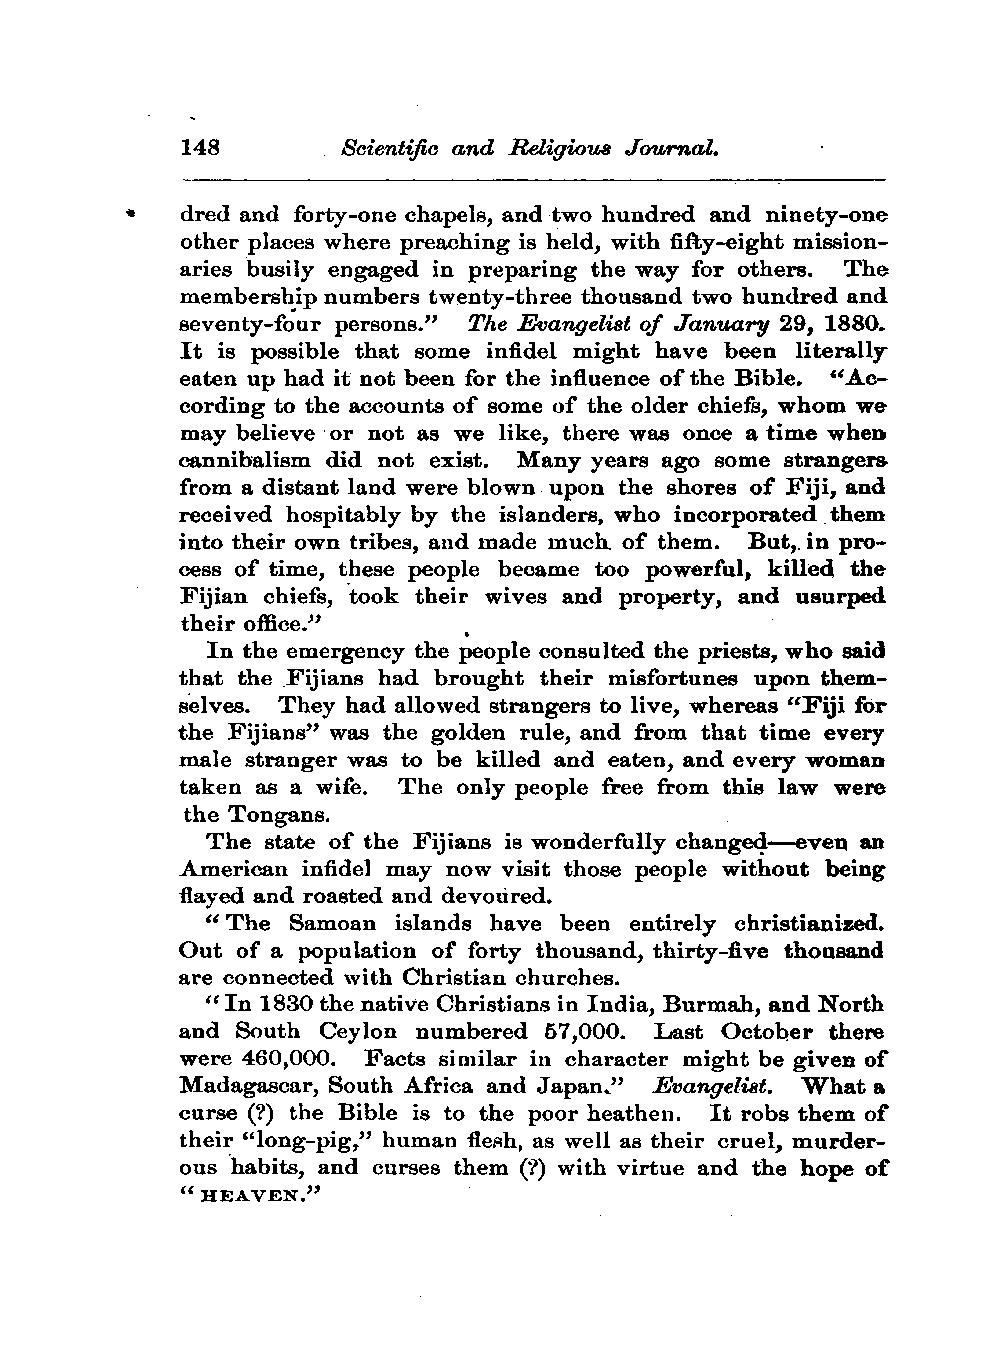 148 Scientific and Religious Journal.
dred and forty-one chapels, and two hundred and ninety-one
other places where preaching is held, with fifty-eight mission-
aries busily engaged in preparing the way for others. The
membership numbers twenty-three thousand two hundred and
seventy-four persons." The Evangelist of January 29, 1880.
It is possible that some infidel might have been literally
eaten up had it not been for the influence of the Bible. "Ac-
cording to the accounts of some of the older chiefs, whom we
may believe or not as we like, there was once a time when
cannibalism did not exist. Many years ago some strangers
from a distant land were blown upon the shores of Fiji, and
received hospitably by the islanders, who incorporated them
into their own tribes, and made much of them. But, in pro-
cess of time, these people became too powerful, killed the
Fijian chiefs, took their wives and property, and usurped
their office."
In the emergency the people consulted the priests, who said
that the Fijians had brought their misfortunes upon them-
selves. They had allowed strangers to live, whereas "Fiji for
the Fijians" was the golden rule, and from that time every
male stranger was to be killed and eaten, and every woman
taken as a wife. The only people free from this law were
the Tongans.
The state of the Fijians is wonderfully changed—even an
American infidel may now visit those people without being
flayed and roasted and devoured.
"The Samoan islands have been entirely christianized.
Out of a population of forty thousand, thirty-five thousand
are connected with Christian churches.
"In 1830 the native Christians in India, Burmah, and North
and South Ceylon numbered 57,000. Last October there
were 460,000. Facts similar in character might be given of
Madagascar, South Africa and Japan." Evangelist. What a
curse (?) the Bible is to the poor heathen. It robs them of
their "long-pig," human flesh, as well as their cruel, murder-
ous habits, and curses them (?) with virtue and the hope of
"HEAVEN."